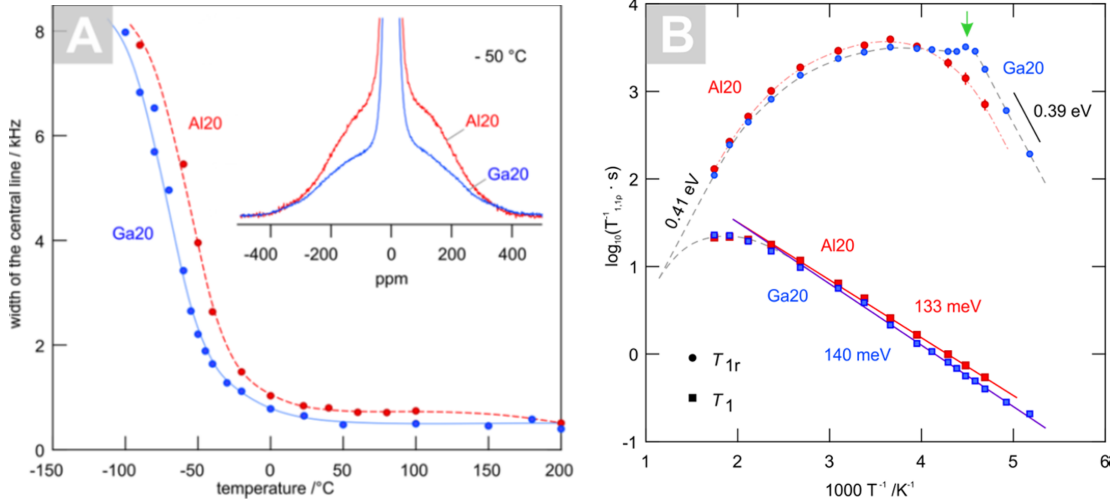 A
8
6
4
2
0
width of the central line / kHz
-150
-100
-50
0
50
100
150
200
temperature /°C
Al20
Ga20
- 50 °C
Al20
Ga20
-400
-200
0
200
400
ppm
B
4
3
2
1
0
-1
log₁₀(T⁻¹₁,₁ρ · s)
1
2
3
4
5
6
1000 T⁻¹ /K⁻¹
Al20
Ga20
0.39 eV
0.41 eV
Al20
Ga20
133 meV
140 meV
T₁r
T₁